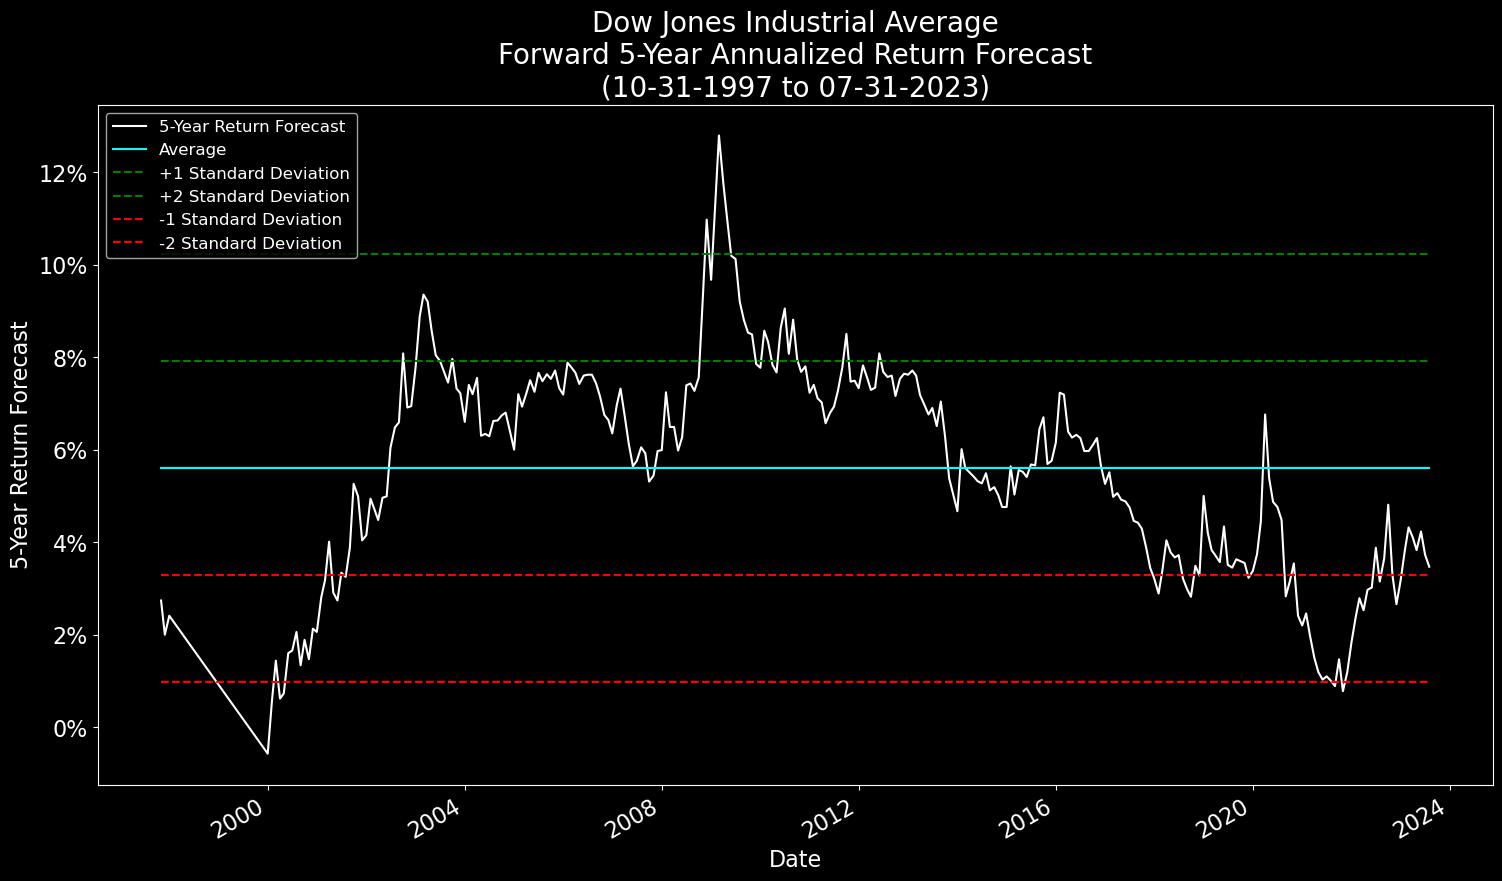 Dow Jones Industrial Average
Forward 5-Year Annualized Return Forecast
(10-31-1997 to 07-31-2023)
5-Year Return Forecast
Average
+1 Standard Deviation
+2 Standard Deviation
-1 Standard Deviation
-2 Standard Deviation
12%
10%
8%
6%
4%
2%
0%
5-Year Return Forecast
2000
2004
2008
2012
2016
2020
2024
Date